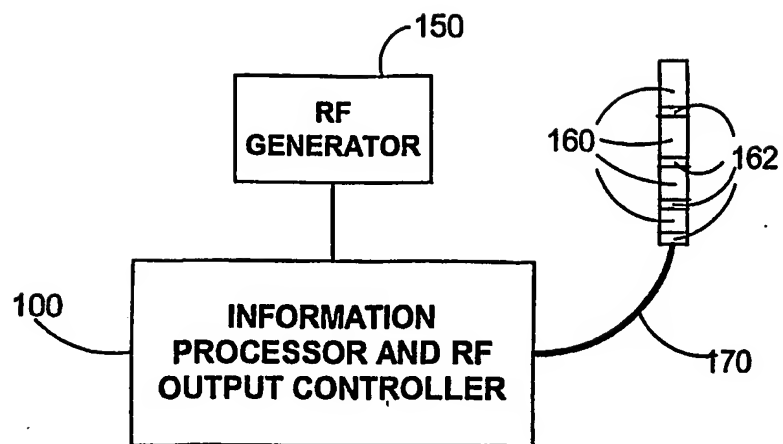 150
RF
GENERATOR
160
162
100
INFORMATION
PROCESSOR AND RF
OUTPUT CONTROLLER
170